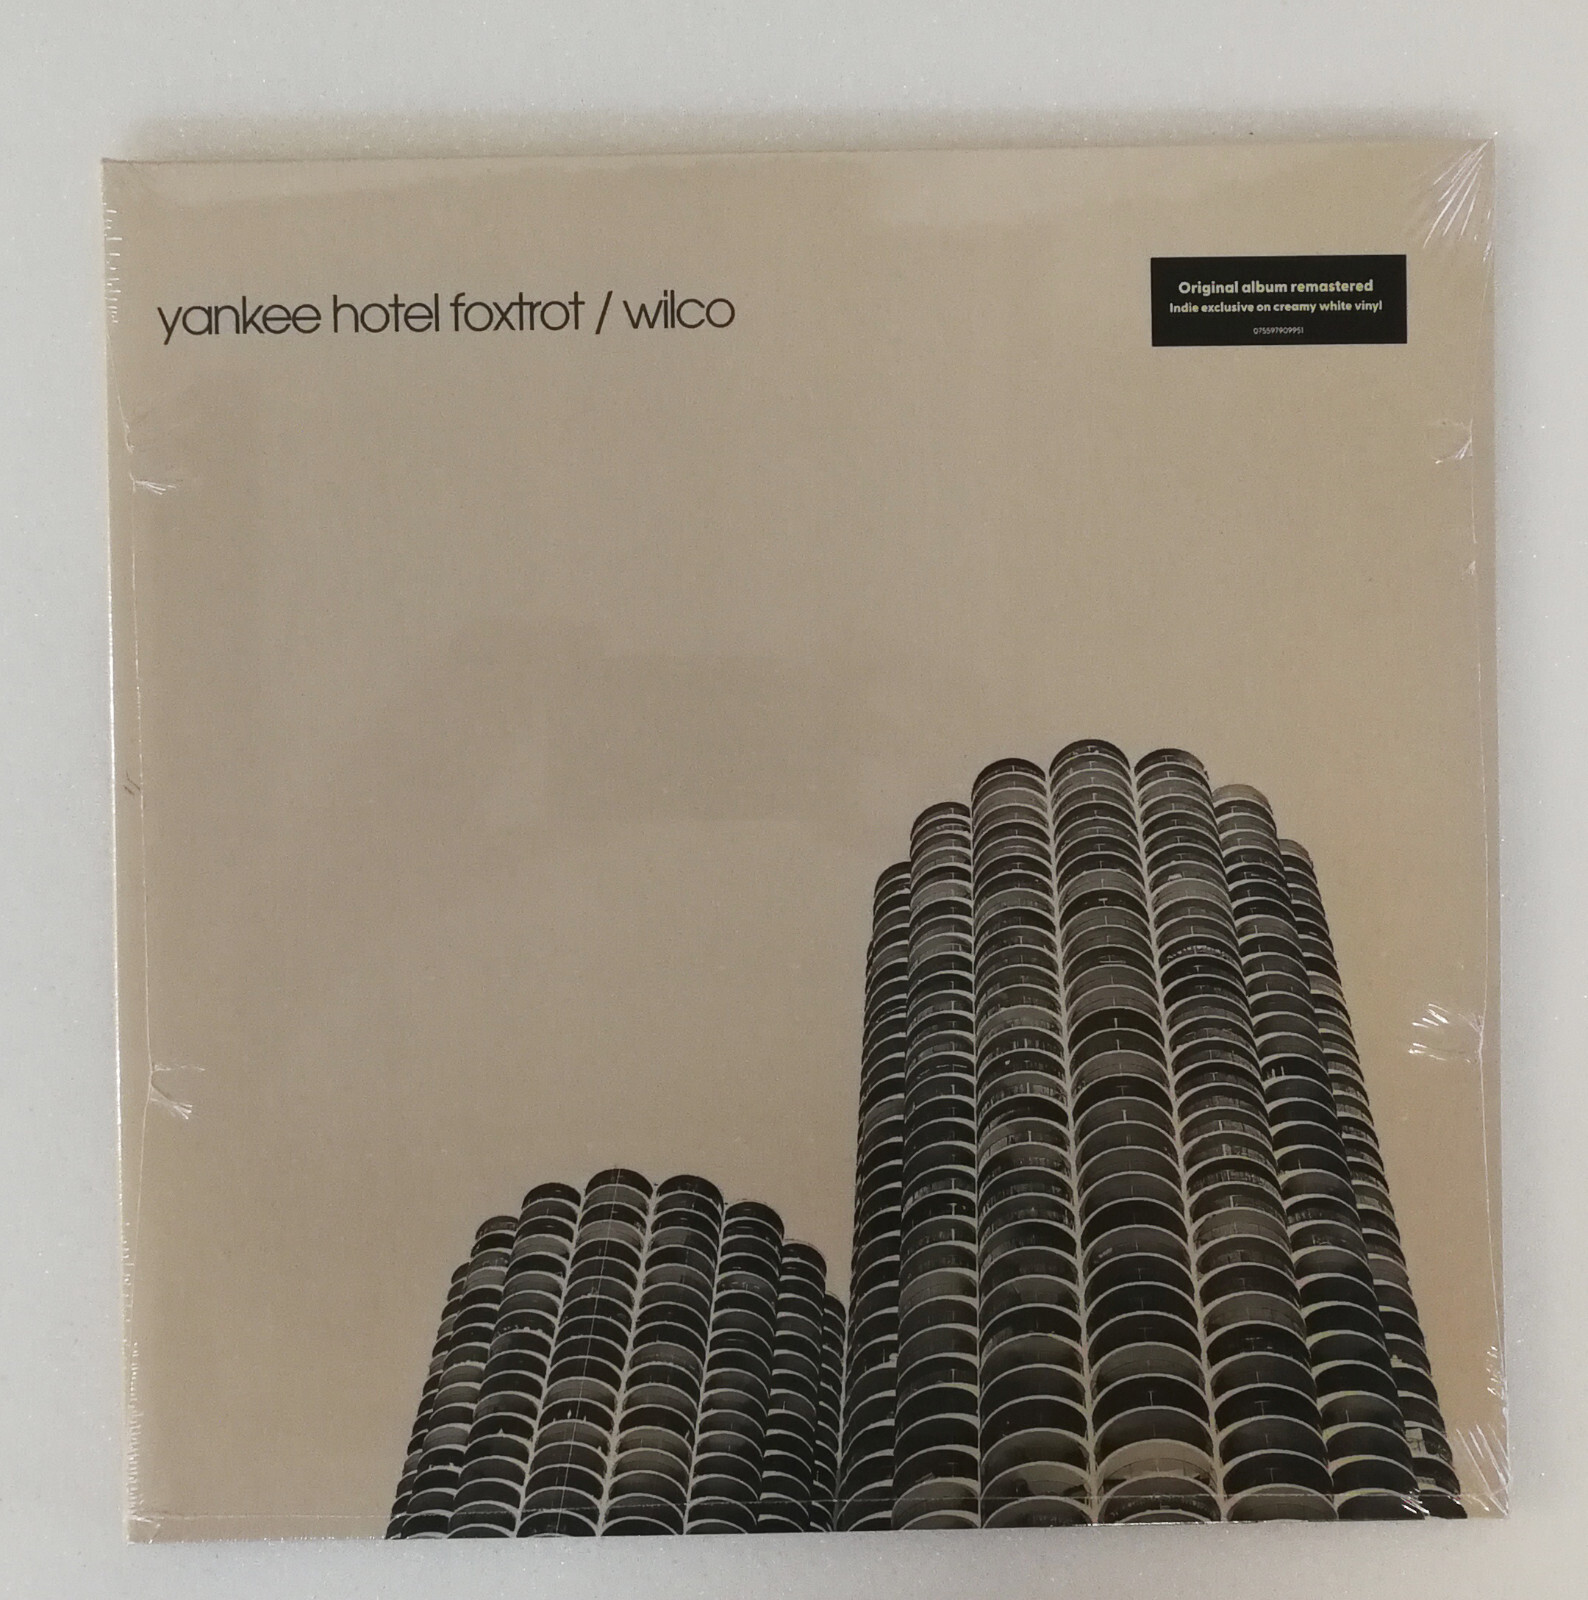 yankee hotel foxtrot / wilco
Original album remastered
Indie exclusive on creamy white vinyl
075597909951